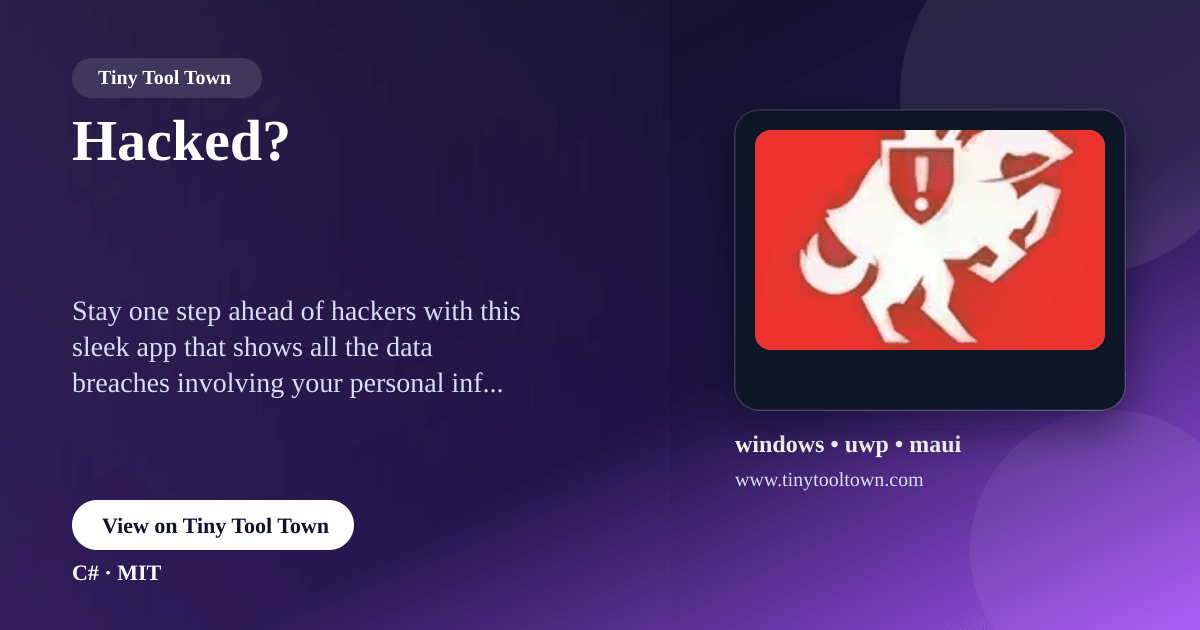 Tiny Tool Town
Hacked?
Stay one step ahead of hackers with this
sleek app that shows all the data
breaches involving your personal inf...
View on Tiny Tool Town
C# · MIT
!
windows • uwp • maui
www.tinytooltown.com